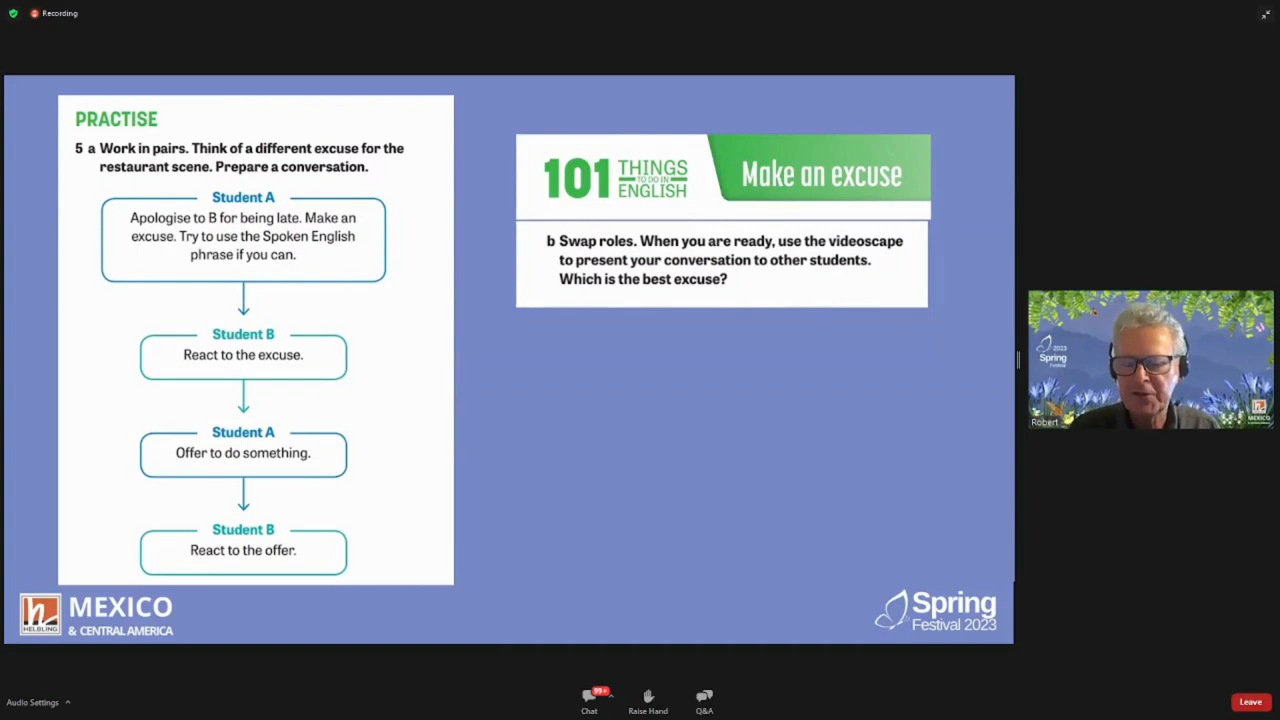 Recording
PRACTISE
5 a Work in pairs. Think of a different excuse for the
restaurant scene. Prepare a conversation.
Student A
Apologise to B for being late. Make an
excuse. Try to use the Spoken English
phrase if you can.
Student B
React to the excuse.
Student A
Offer to do something.
Student B
React to the offer.
101 THINGS
TO DO IN
ENGLISH
Make an excuse
b Swap roles. When you are ready, use the videoscape
to present your conversation to other students.
Which is the best excuse?
2023
Spring
Festival
MEXICO
Robert
h
HELBLING
MEXICO
& CENTRAL AMERICA
Spring
Festival 2023
Audio Settings
99+
Chat
Raise Hand
Q&A
Leave